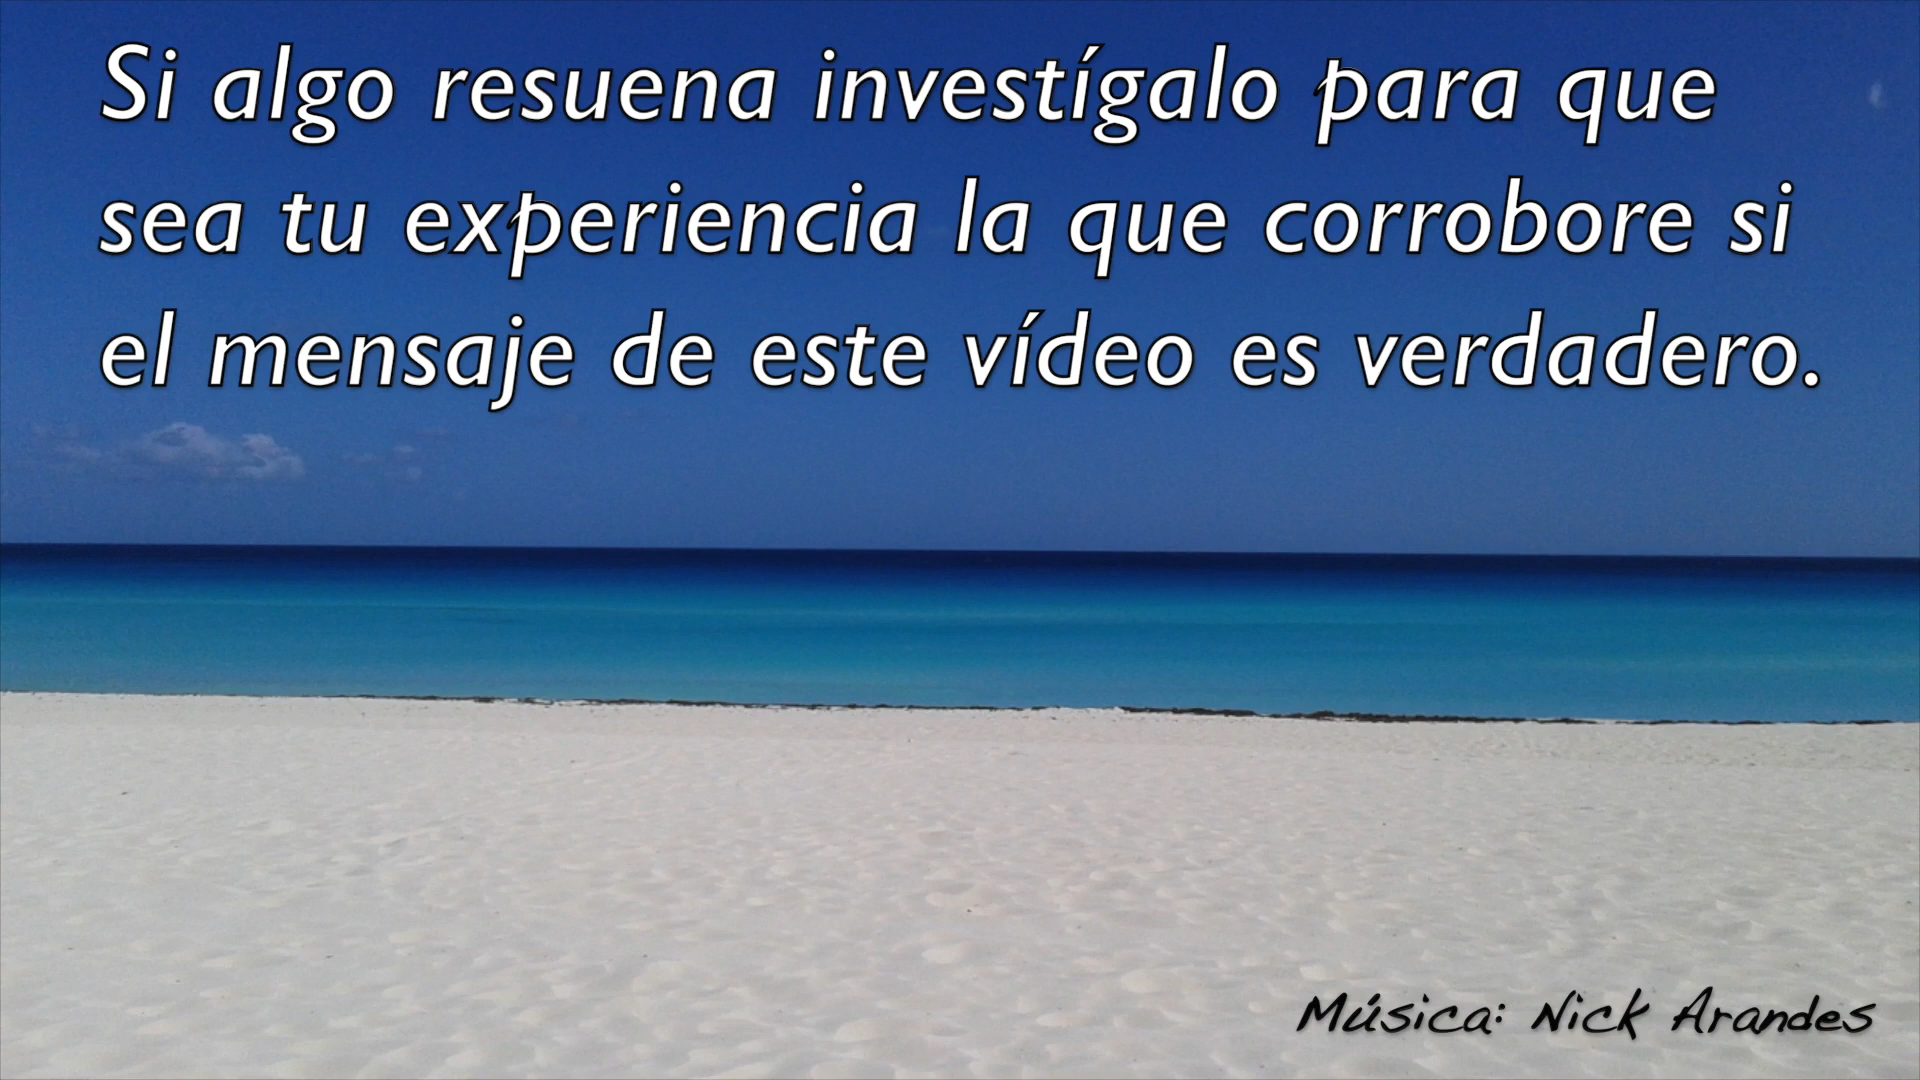 Si algo resuena investígalo para que
sea tu experiencia la que corrobore si
el mensaje de este vídeo es verdadero.
Música: Nick Arandes